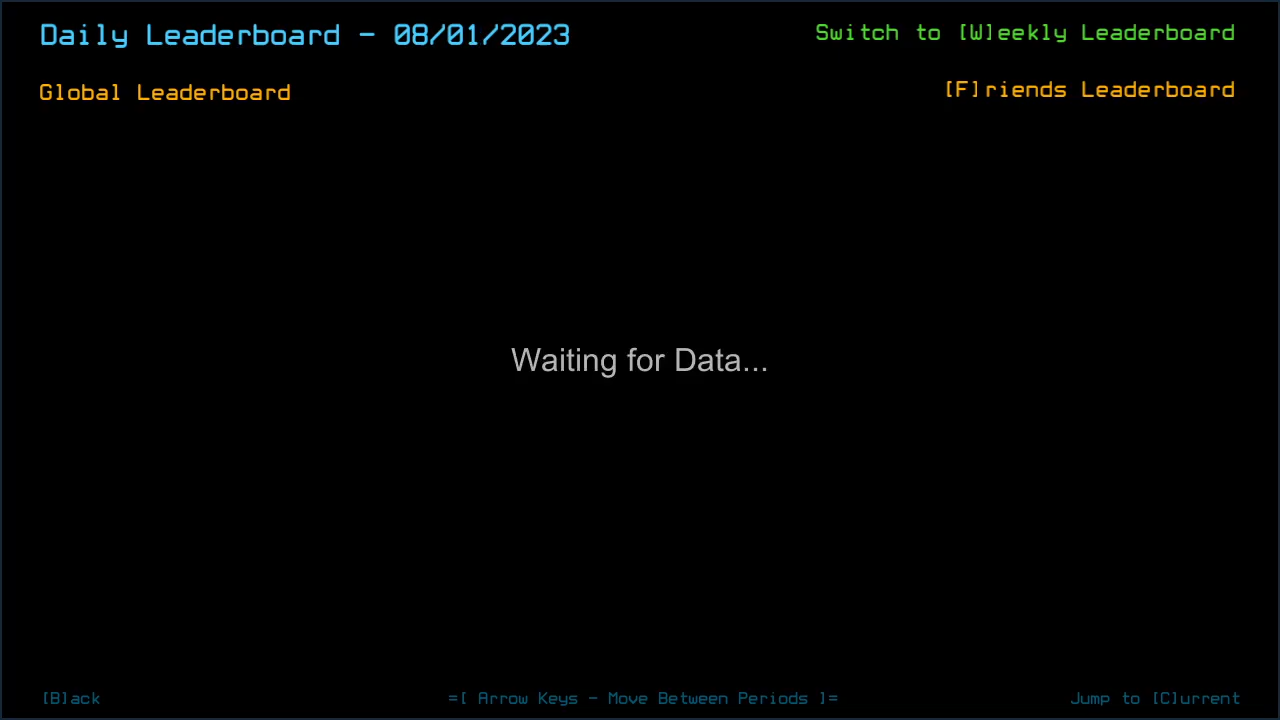 Daily Leaderboard - 08/01/2023
Switch to [W]eekly Leaderboard
Global Leaderboard
[F]riends Leaderboard
Waiting for Data...
[B]ack
=[ Arrow Keys - Move Between Periods ]=
Jump to [C]urrent